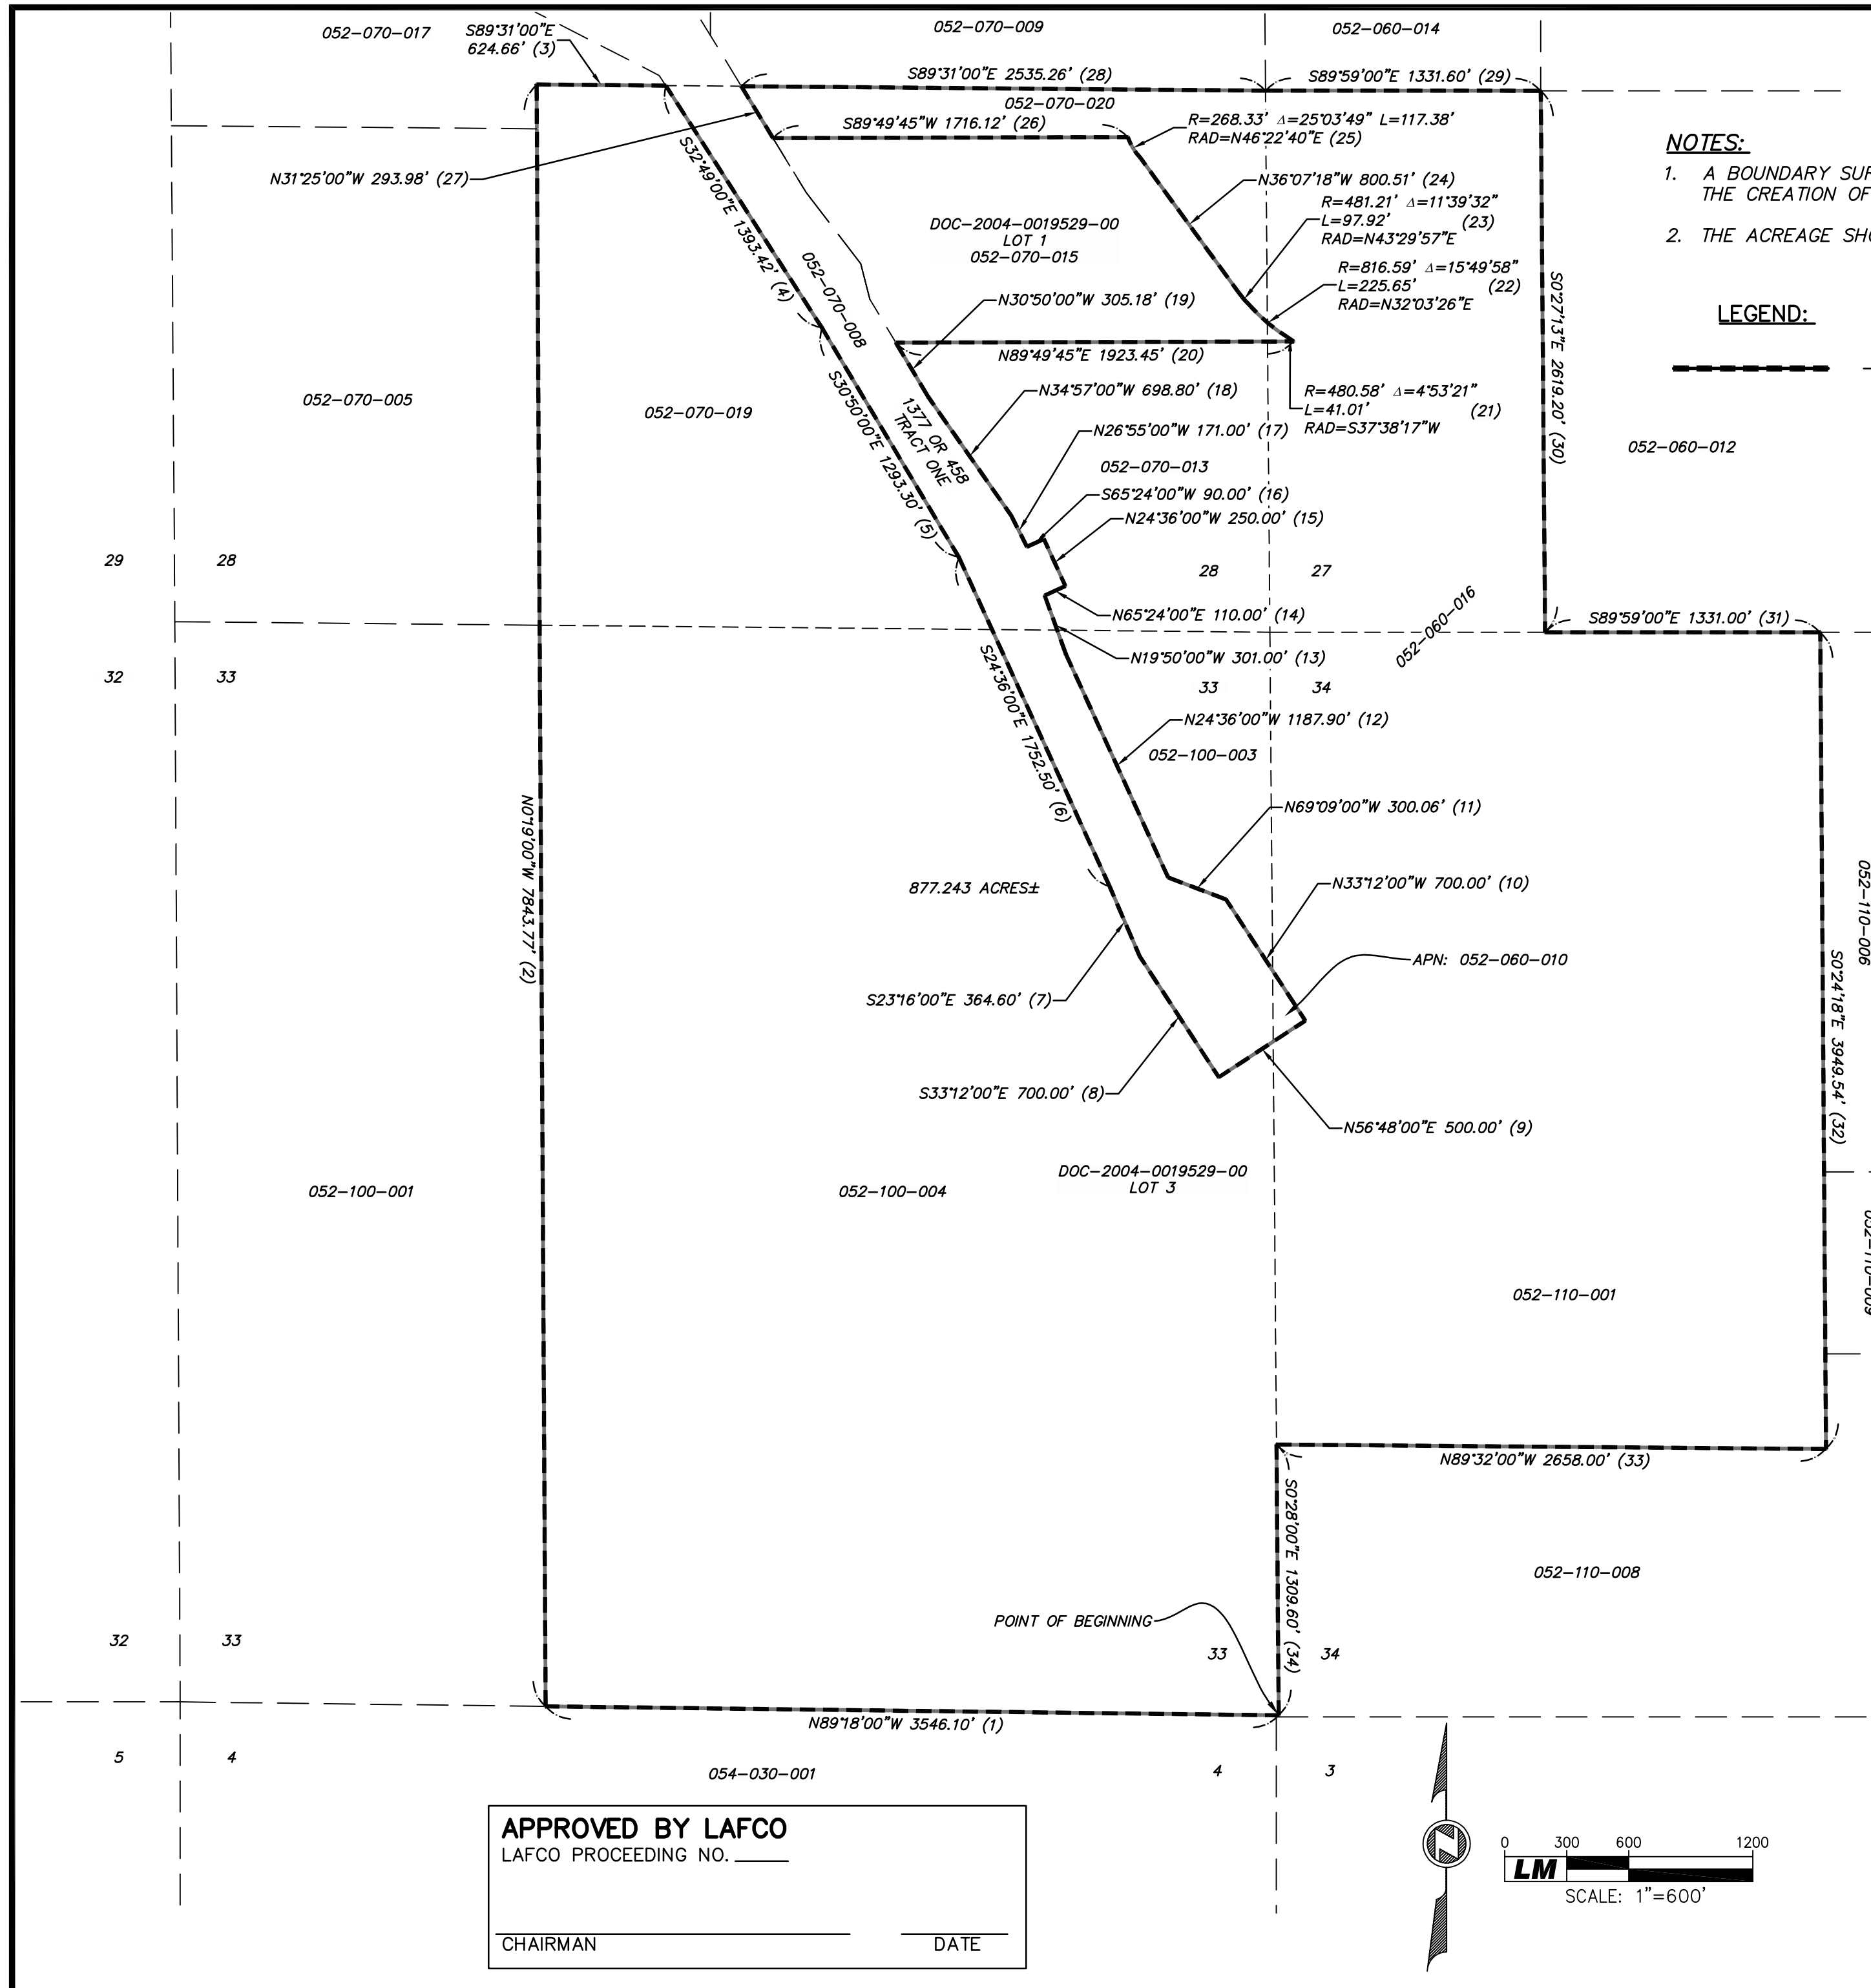 052-070-017
S89°31'00"E
624.66' (3)
052-070-009
052-060-014
S89°31'00"E 2535.26' (28)
S89°59'00"E 1331.60' (29)
052-070-020
S89°49'45"W 1716.12' (26)
R=268.33' Δ=25°03'49" L=117.38'
RAD=N46°22'40"E (25)
N31°25'00"W 293.98' (27)
S32°49'00"E 1393.42' (4)
N36°07'18"W 800.51' (24)
R=481.21' Δ=11°39'32"
L=97.92' (23)
RAD=N43°29'57"E
NOTES:
1. A BOUNDARY SUR
THE CREATION OF
2. THE ACREAGE SHO
DOC-2004-0019529-00
LOT 1
052-070-015
052-070-008
R=816.59' Δ=15°49'58"
L=225.65' (22)
RAD=N32°03'26"E
N30°50'00"W 305.18' (19)
S0°27'13"E 2619.20' (30)
LEGEND:
N89°49'45"E 1923.45' (20)
052-070-005
052-070-019
S30°50'00"E 1293.30' (5)
1377 OR 458
TRACT ONE
N34°57'00"W 698.80' (18)
R=480.58' Δ=4°53'21"
L=41.01' (21)
RAD=S37°38'17"W
N26°55'00"W 171.00' (17)
052-060-012
052-070-013
S65°24'00"W 90.00' (16)
N24°36'00"W 250.00' (15)
29
28
28
27
N65°24'00"E 110.00' (14)
052-060-016
S89°59'00"E 1331.00' (31)
N19°50'00"W 301.00' (13)
32
33
33
34
S24°36'00"E 1752.50' (6)
N24°36'00"W 1187.90' (12)
052-100-003
N69°09'00"W 300.06' (11)
N0°19'00"W 7843.77' (2)
877.243 ACRES±
N33°12'00"W 700.00' (10)
052-110-006
APN: 052-060-010
S0°24'18"E 3949.54' (32)
S23°16'00"E 364.60' (7)
S33°12'00"E 700.00' (8)
N56°48'00"E 500.00' (9)
DOC-2004-0019529-00
LOT 3
052-100-001
052-100-004
052-110-009
052-110-001
N89°32'00"W 2658.00' (33)
S0°28'00"E 1309.60' (34)
052-110-008
POINT OF BEGINNING
32
33
33
34
N89°18'00"W 3546.10' (1)
5
4
054-030-001
4
3
APPROVED BY LAFCO
LAFCO PROCEEDING NO.
CHAIRMAN
DATE
N
0 300 600 1200
LM
SCALE: 1"=600'